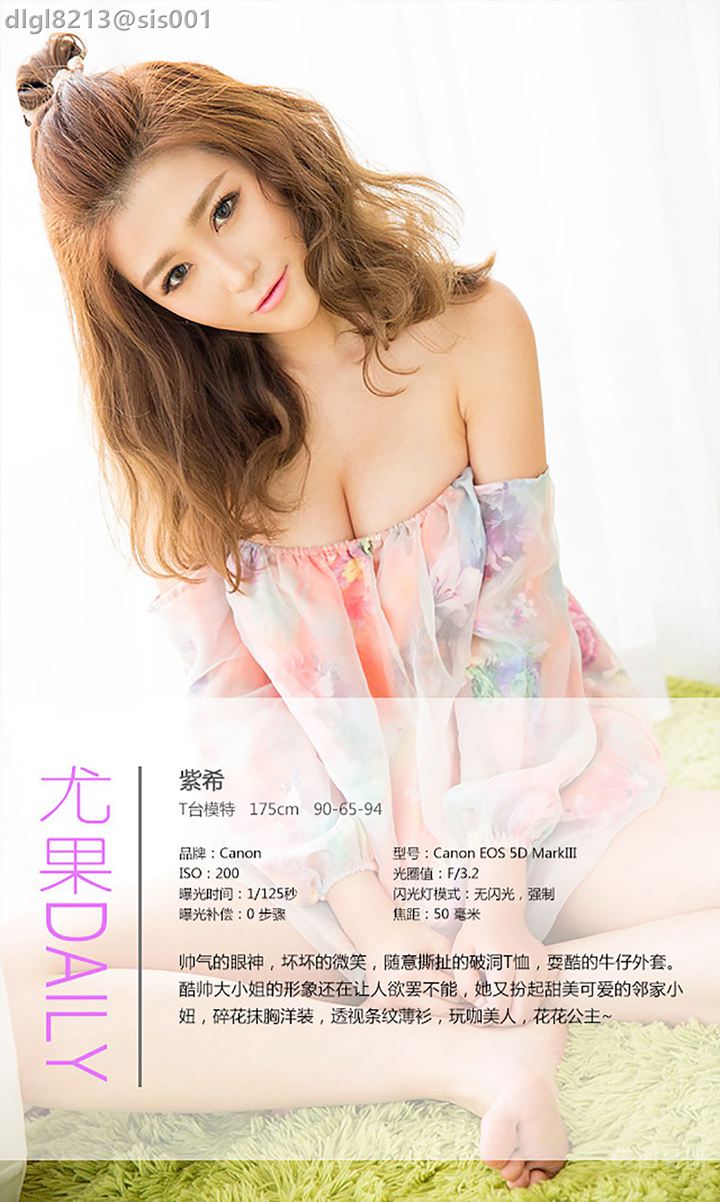 dlgl8213@sis001
尤果DAILY
紫希
T台模特 175cm 90-65-94
品牌：Canon 型号：Canon EOS 5D MarkIII
ISO：200 光圈值：F/3.2
曝光时间：1/125秒 闪光灯模式：无闪光，强制
曝光补偿：0 步骤 焦距：50 毫米
帅气的眼神，坏坏的微笑，随意撕扯的破洞T恤，耍酷的牛仔外套。
酷帅大小姐的形象还在让人欲罢不能，她又扮起甜美可爱的邻家小
妞，碎花抹胸洋装，透视条纹薄衫，玩咖美人，花花公主~